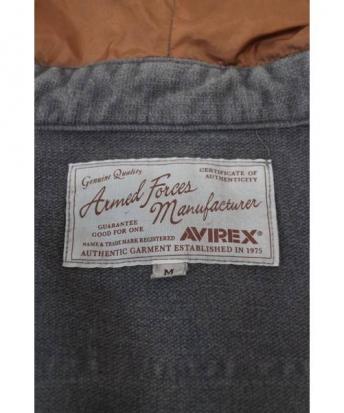 Genuine Quality
CERTIFICATE OF
AUTHENTICITY
Armed Forces
Manufacturer
GUARANTEE
GOOD FOR ONE
NAME & TRADE MARK REGISTERED
AVIREX
AUTHENTIC GARMENT ESTABLISHED IN 1975
M